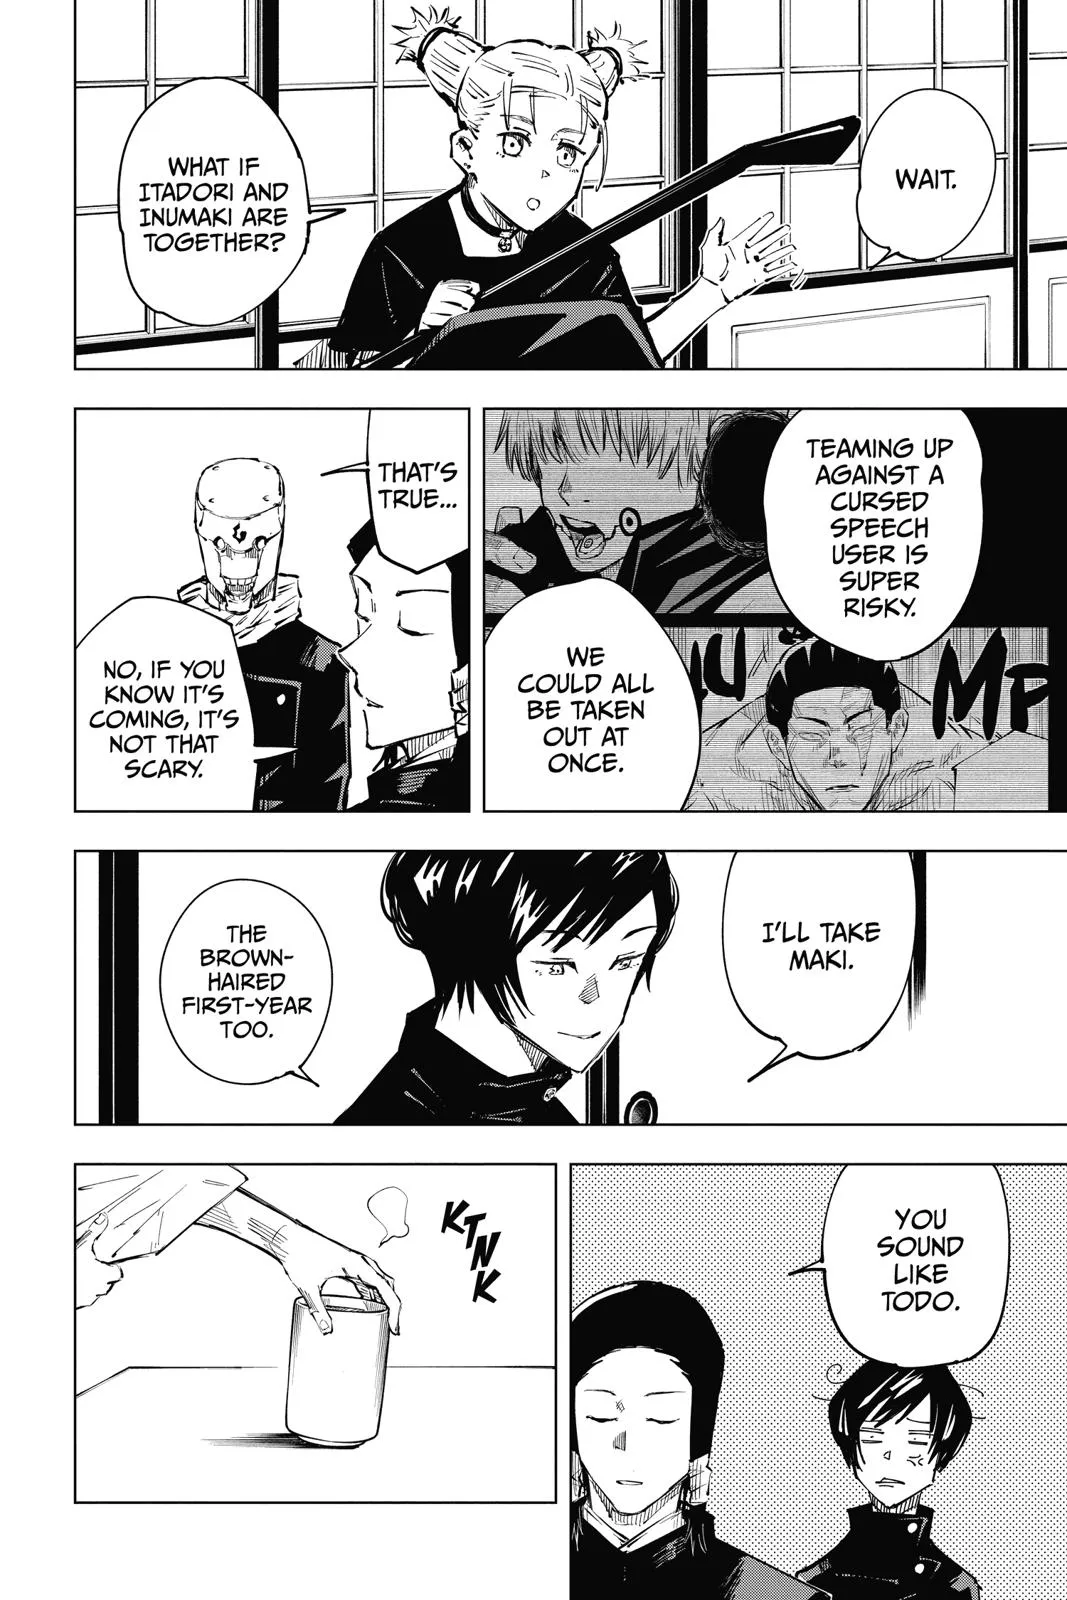 WAIT.
WHAT IF
ITADORI AND
INUMAKI ARE
TOGETHER?
TEAMING UP
AGAINST A
CURSED
SPEECH
USER IS
SUPER
RISKY.
WE
COULD ALL
BE TAKEN
OUT AT
ONCE.
THAT'S
TRUE...
NO, IF YOU
KNOW IT'S
COMING, IT'S
NOT THAT
SCARY.
I'LL TAKE
MAKI.
THE
BROWN-
HAIRED
FIRST-YEAR
TOO.
YOU
SOUND
LIKE
TODO.
KTNK